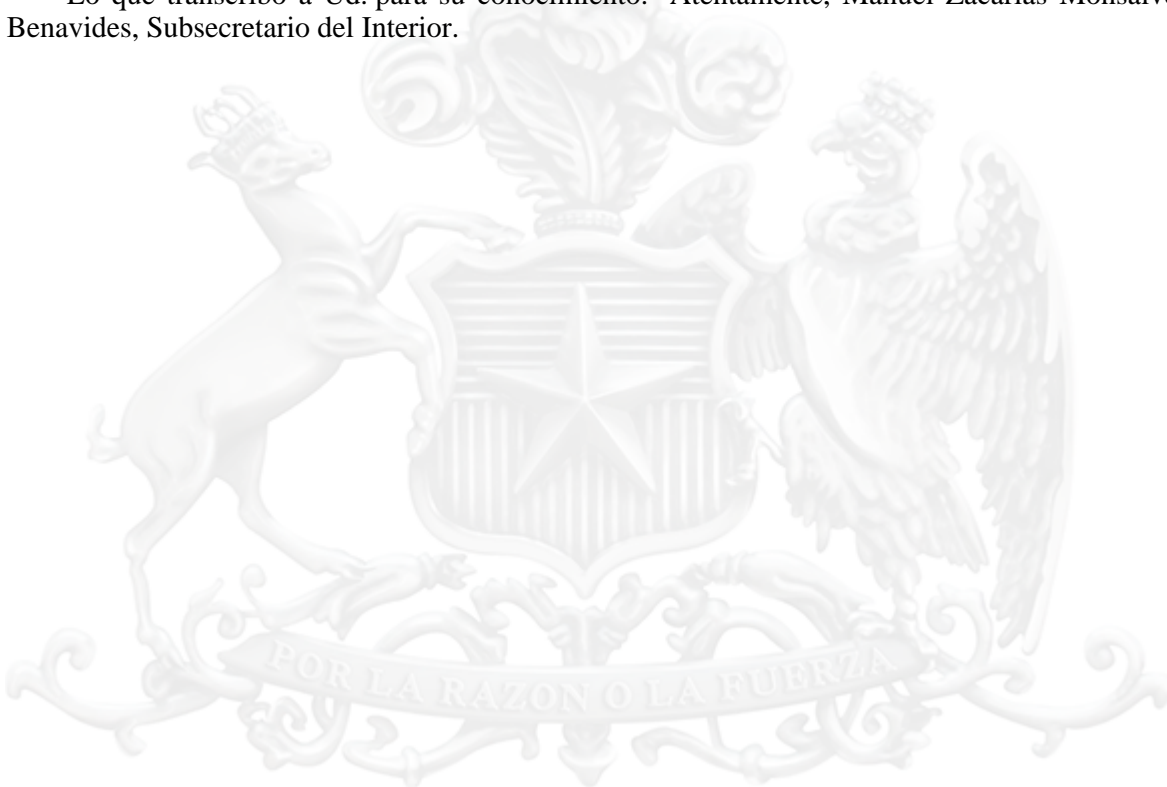 Lo que transcribo a Ud. para su conocimiento.- Atentamente, Manuel Zacarías Monsalve
Benavides, Subsecretario del Interior.
POR LA RAZON O LA FUERZA